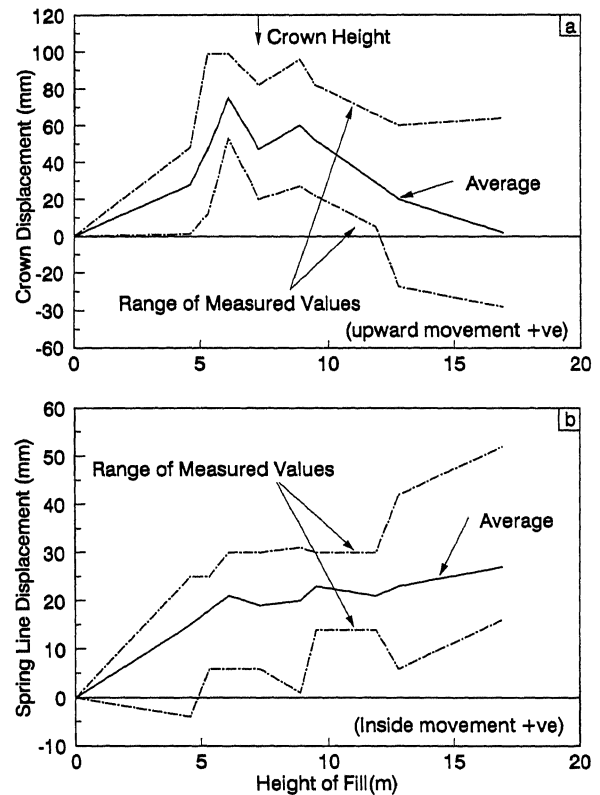 120
a
Crown Height
100
80
60
40
Average
20
0
-20
-30
Range of Measured Values
(upward movement +ve)
-60
0 5 10 15 20
Crown Displacement (mm)
60
b
Range of Measured Values
50
Average
40
30
20
10
0
(Inside movement +ve)
-10
0 5 10 15 20
Spring Line Displacement (mm)
Height of Fill(m)